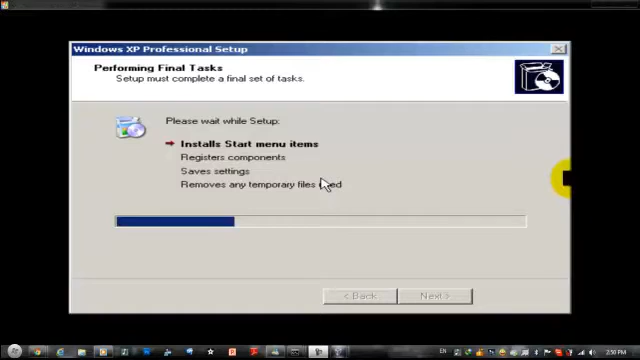 Windows XP Professional Setup
Performing Final Tasks
Setup must complete a final set of tasks.
Please wait while Setup:
Installs Start menu items
Registers components
Saves settings
Removes any temporary files
< Back
Next >
EN
2:50 PM